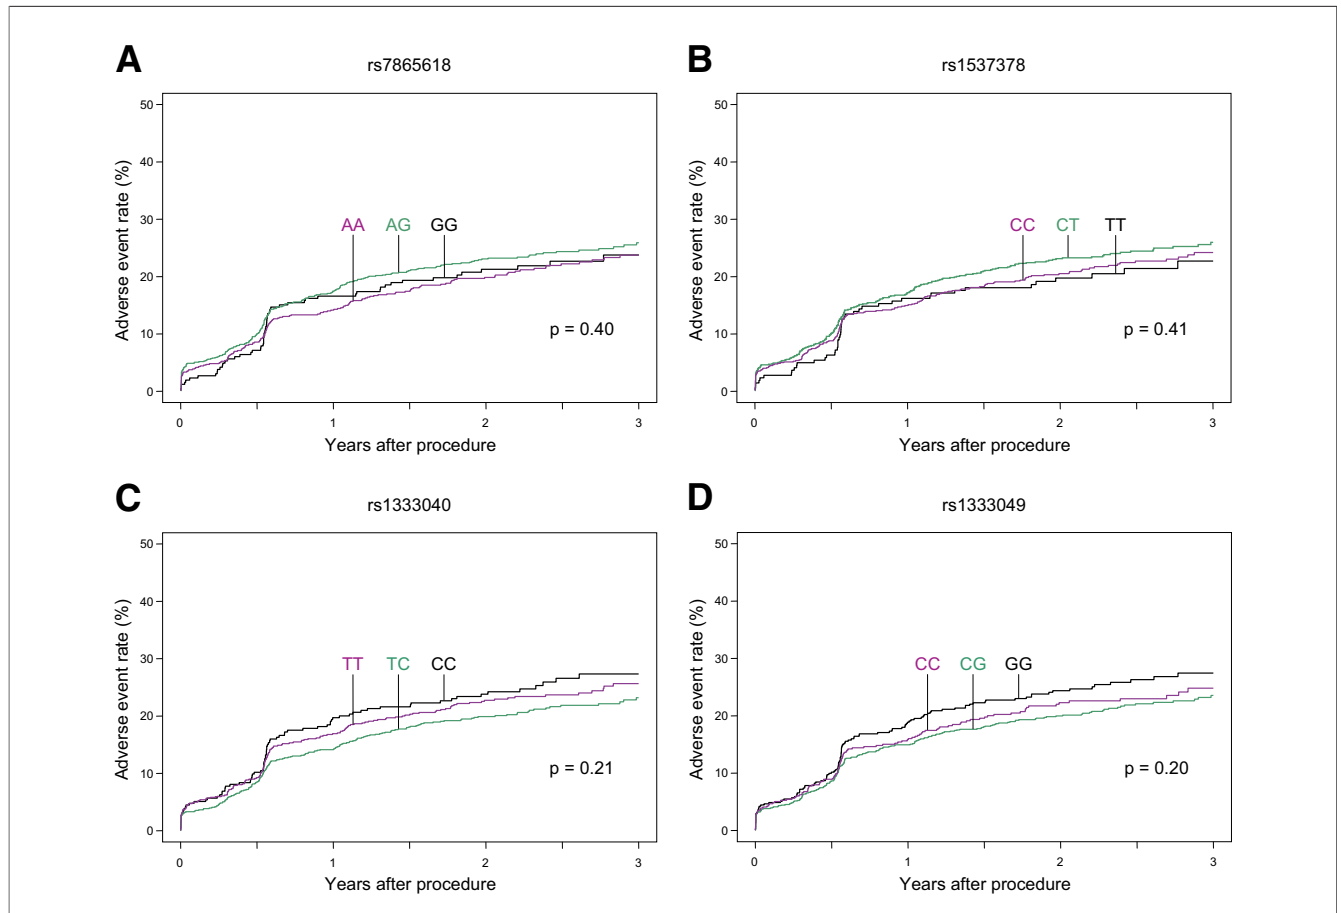 A
rs7865618
50
40
30
20
10
0
Adverse event rate (%)
AA AG GG
p = 0.40
0 1 2 3
Years after procedure
B
rs1537378
50
40
30
20
10
0
Adverse event rate (%)
CC CT TT
p = 0.41
0 1 2 3
Years after procedure
C
rs1333040
50
40
30
20
10
0
Adverse event rate (%)
TT TC CC
p = 0.21
0 1 2 3
Years after procedure
D
rs1333049
50
40
30
20
10
0
Adverse event rate (%)
CC CG GG
p = 0.20
0 1 2 3
Years after procedure